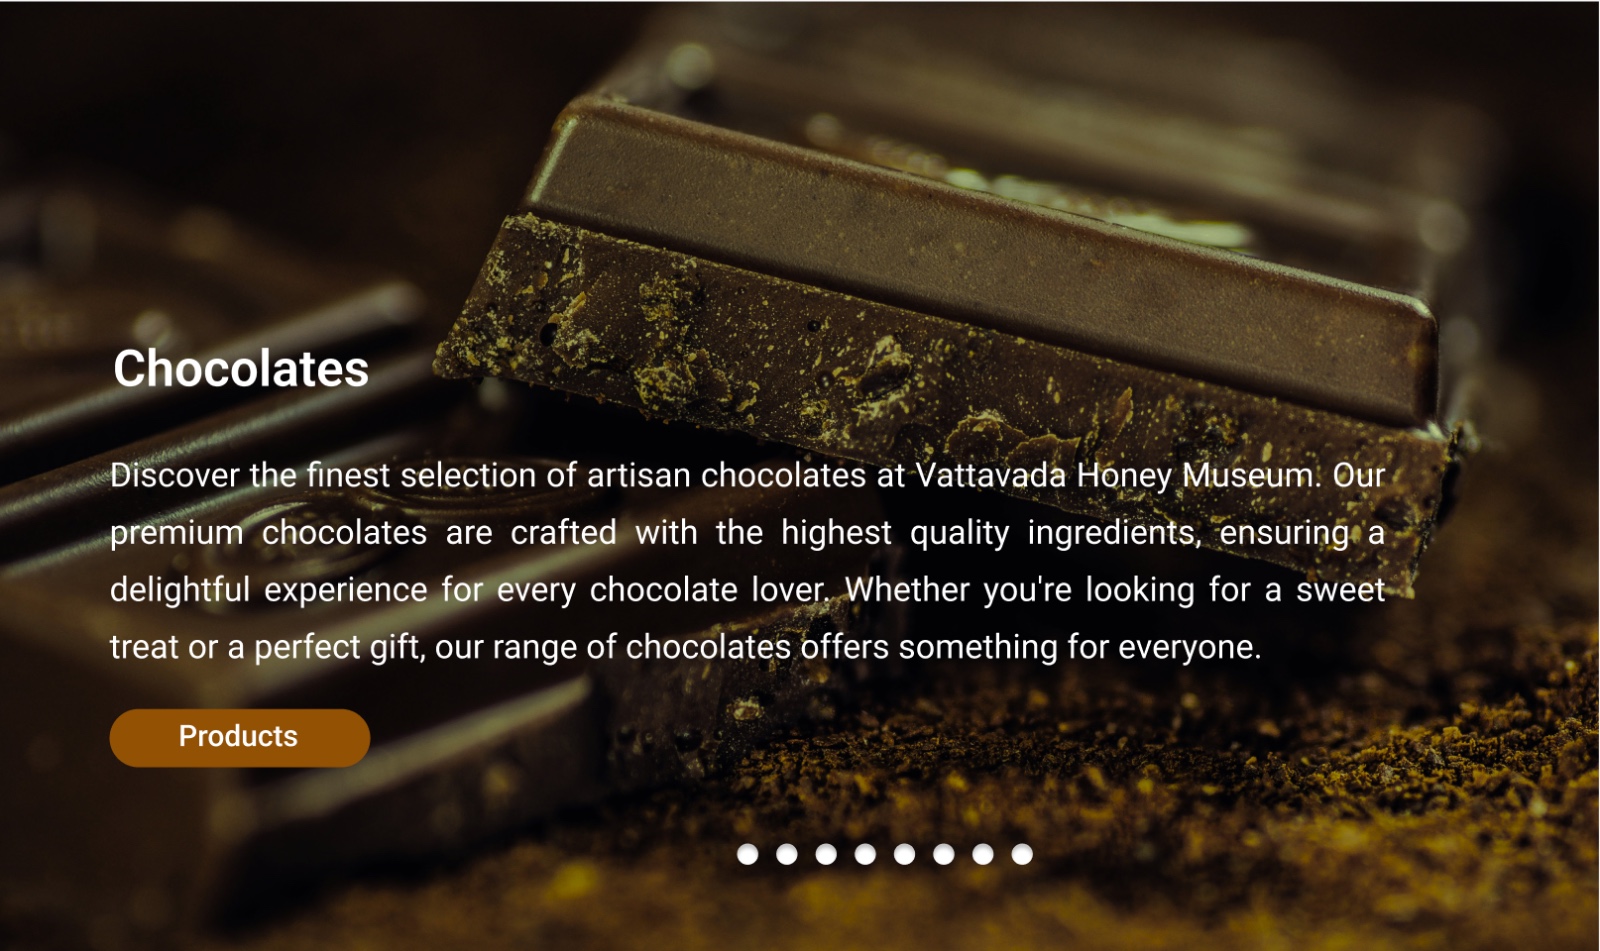 Chocolates
Discover the finest selection of artisan chocolates at Vattavada Honey Museum. Our
premium chocolates are crafted with the highest quality ingredients, ensuring a
delightful experience for every chocolate lover. Whether you're looking for a sweet
treat or a perfect gift, our range of chocolates offers something for everyone.
Products